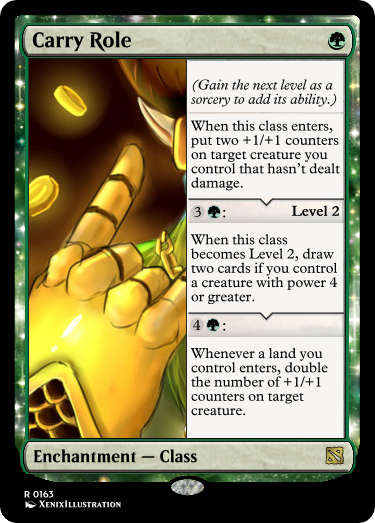 Carry Role
(Gain the next level as a
sorcery to add its ability.)
When this class enters,
put two +1/+1 counters
on target creature you
control that hasn't dealt
damage.
3 : Level 2
When this class
becomes Level 2, draw
two cards if you control
a creature with power 4
or greater.
4 :
Whenever a land you
control enters, double
the number of +1/+1
counters on target
creature.
Enchantment — Class
R 0163
XenixIllustration